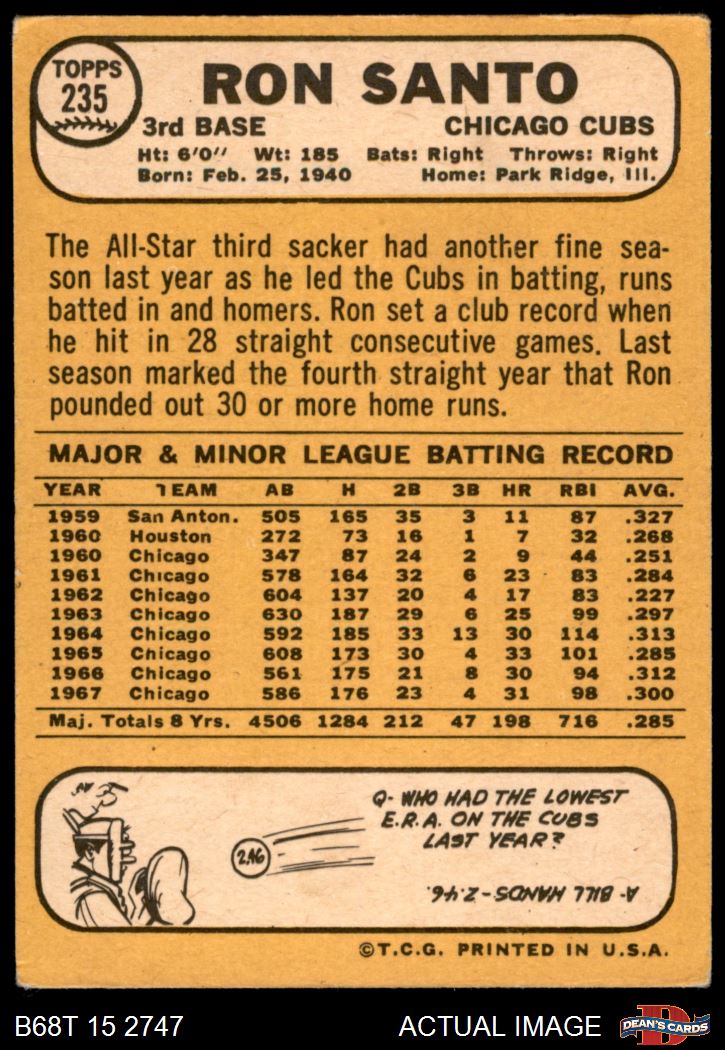 TOPPS
235
RON SANTO
3rd BASE CHICAGO CUBS
Ht: 6'0" Wt: 185 Bats: Right Throws: Right
Born: Feb. 25, 1940 Home: Park Ridge, Ill.
The All-Star third sacker had another fine sea-
son last year as he led the Cubs in batting, runs
batted in and homers. Ron set a club record when
he hit in 28 straight consecutive games. Last
season marked the fourth straight year that Ron
pounded out 30 or more home runs.
MAJOR & MINOR LEAGUE BATTING RECORD
YEAR TEAM AB H 2B 3B HR RBI AVG.
1959 San Anton. 505 165 35 3 11 87 .327
1960 Houston 272 73 16 1 7 32 .268
1960 Chicago 347 87 24 2 9 44 .251
1961 Chicago 578 164 32 6 23 83 .284
1962 Chicago 604 137 20 4 17 83 .227
1963 Chicago 630 187 29 6 25 99 .297
1964 Chicago 592 185 33 13 30 114 .313
1965 Chicago 608 173 30 4 33 101 .285
1966 Chicago 561 175 21 8 30 94 .312
1967 Chicago 586 176 23 4 31 98 .300
Maj. Totals 8 Yrs. 4506 1284 212 47 198 716 .285
Q- WHO HAD THE LOWEST
E.R.A. ON THE CUBS
LAST YEAR?
2.46
A- BILL HANDS-2.46.
©T.C.G. PRINTED IN U.S.A.
B68T 15 2747 ACTUAL IMAGE
D
DEAN'S CARDS